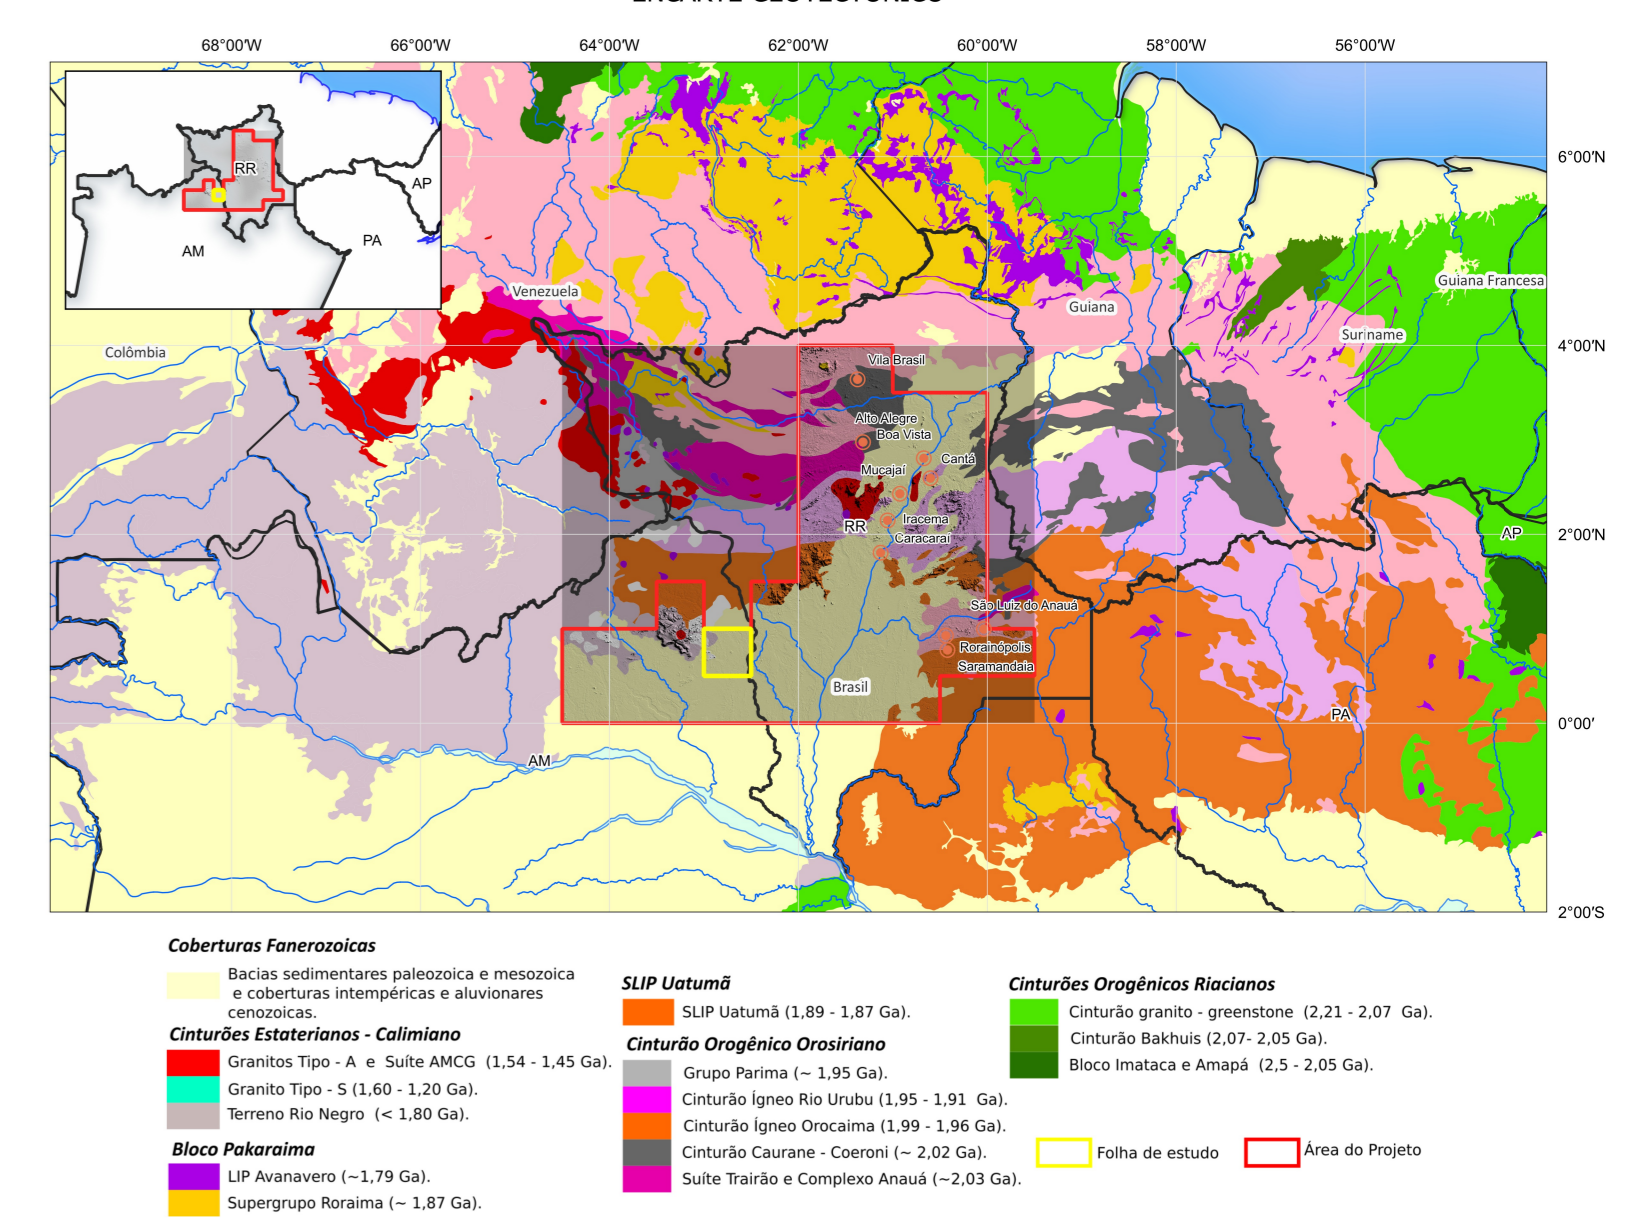 68°00′W 66°00′W 64°00′W 62°00′W 60°00′W 58°00′W 56°00′W
RR
AP
AM
PA
6°00′N
Venezuela
Guiana
Guiana Francesa
Suriname
Colômbia
4°00′N
Vila Brasil
Alto Alegre
Boa Vista
Cantá
Mucajaí
RR
Iracema
Caracaraí
2°00′N
AP
São Luiz do Anauá
Rorainópolis
Saramandaia
Brasil
PA
0°00′
AM
2°00′S
Coberturas Fanerozoicas
Bacias sedimentares paleozoica e mesozoica
e coberturas intempéricas e aluvionares
cenozoicas.
Cinturões Estaterianos - Calimiano
Granitos Tipo - A e Suíte AMCG (1,54 - 1,45 Ga).
Granito Tipo - S (1,60 - 1,20 Ga).
Terreno Rio Negro (< 1,80 Ga).
Bloco Pakaraima
LIP Avanavero (~1,79 Ga).
Supergrupo Roraima (~ 1,87 Ga).
SLIP Uatumã
SLIP Uatumã (1,89 - 1,87 Ga).
Cinturão Orogênico Orosiriano
Grupo Parima (~ 1,95 Ga).
Cinturão Ígneo Rio Urubu (1,95 - 1,91 Ga).
Cinturão Ígneo Orocaima (1,99 - 1,96 Ga).
Cinturão Caurane - Coeroni (~ 2,02 Ga).
Suíte Trairão e Complexo Anauá (~2,03 Ga).
Cinturões Orogênicos Riacianos
Cinturão granito - greenstone (2,21 - 2,07 Ga).
Cinturão Bakhuis (2,07- 2,05 Ga).
Bloco Imataca e Amapá (2,5 - 2,05 Ga).
Folha de estudo
Área do Projeto